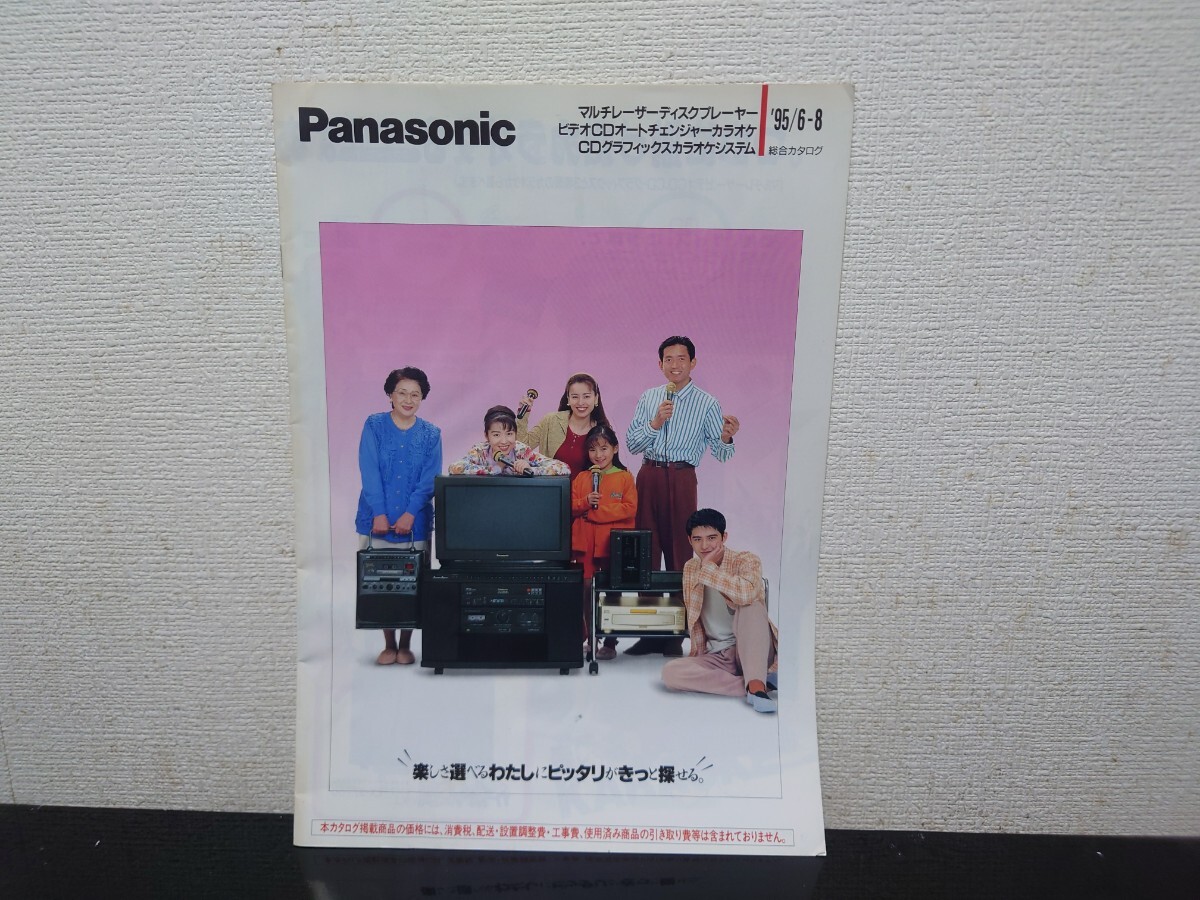 Panasonic
マルチレーザーディスクプレーヤー
ビデオCDオートチェンジャーカラオケ
CDグラフィックスカラオケシステム
'95/6-8
総合カタログ
楽しさ選べるわたしにピッタリがきっと探せる。
本カタログ掲載商品の価格には、消費税、配送・設置調整費・工事費、使用済み商品の引き取り費等は含まれておりません。